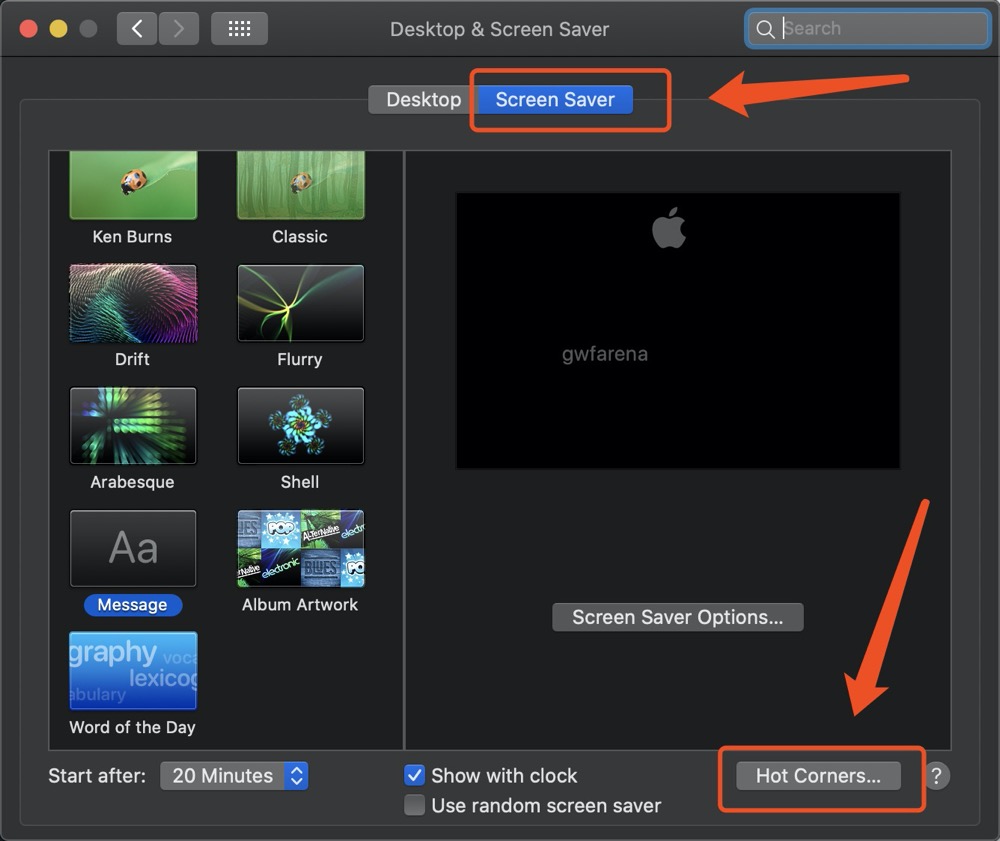 Desktop & Screen Saver
Search
Desktop
Screen Saver
Ken Burns
Classic
Drift
Flurry
gwfarena
Arabesque
Shell
Aa
POP
ALTERNATIVE
electronic
BLUES
Message
Album Artwork
Screen Saver Options...
graphy
voca
lexicog
abulary
Word of the Day
Start after:
20 Minutes
Show with clock
Hot Corners...
?
Use random screen saver